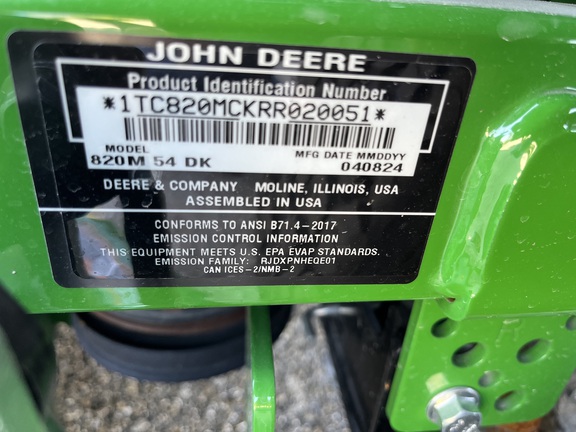 JOHN DEERE
Product Identification Number
*1TC820MCKRR020051*
MODEL MFG DATE MMDDYY
820M 54 DK 040824
DEERE & COMPANY MOLINE, ILLINOIS, USA
ASSEMBLED IN USA
CONFORMS TO ANSI B71.4-2017
EMISSION CONTROL INFORMATION
THIS EQUIPMENT MEETS U.S. EPA EVAP STANDARDS.
EMISSION FAMILY: RJDXPNHEQE01
CAN ICES-2/NMB-2